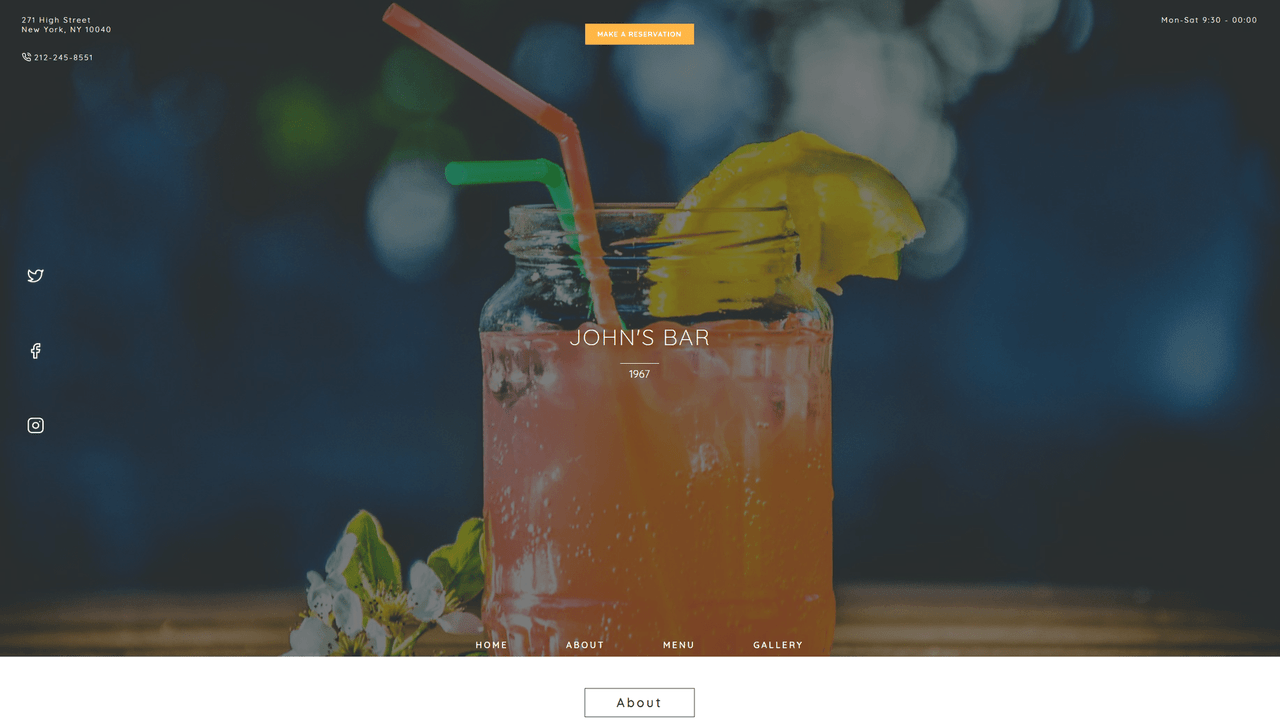 271 High Street
New York, NY 10040
212-245-8551
MAKE A RESERVATION
Mon-Sat 9:30 - 00:00
JOHN'S BAR
1967
HOME ABOUT MENU GALLERY
About